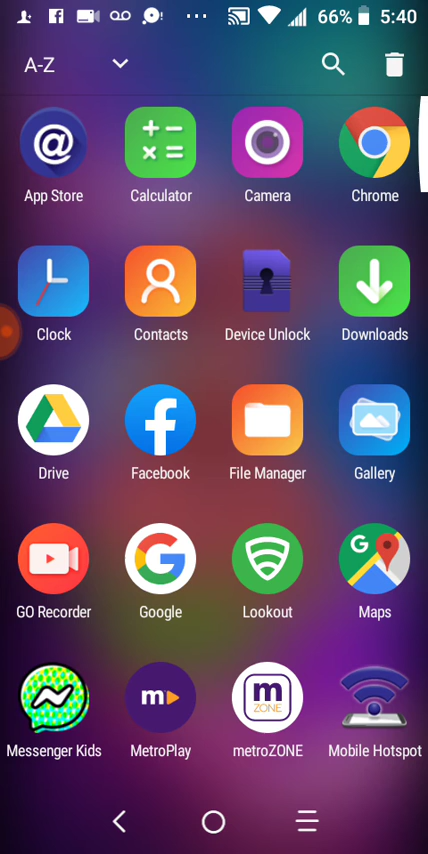 66% 5:40
A-Z
App Store Calculator Camera Chrome
Clock Contacts Device Unlock Downloads
Drive Facebook File Manager Gallery
G
GO Recorder Google Lookout Maps
m m ZONE
Messenger Kids MetroPlay metroZONE Mobile Hotspot